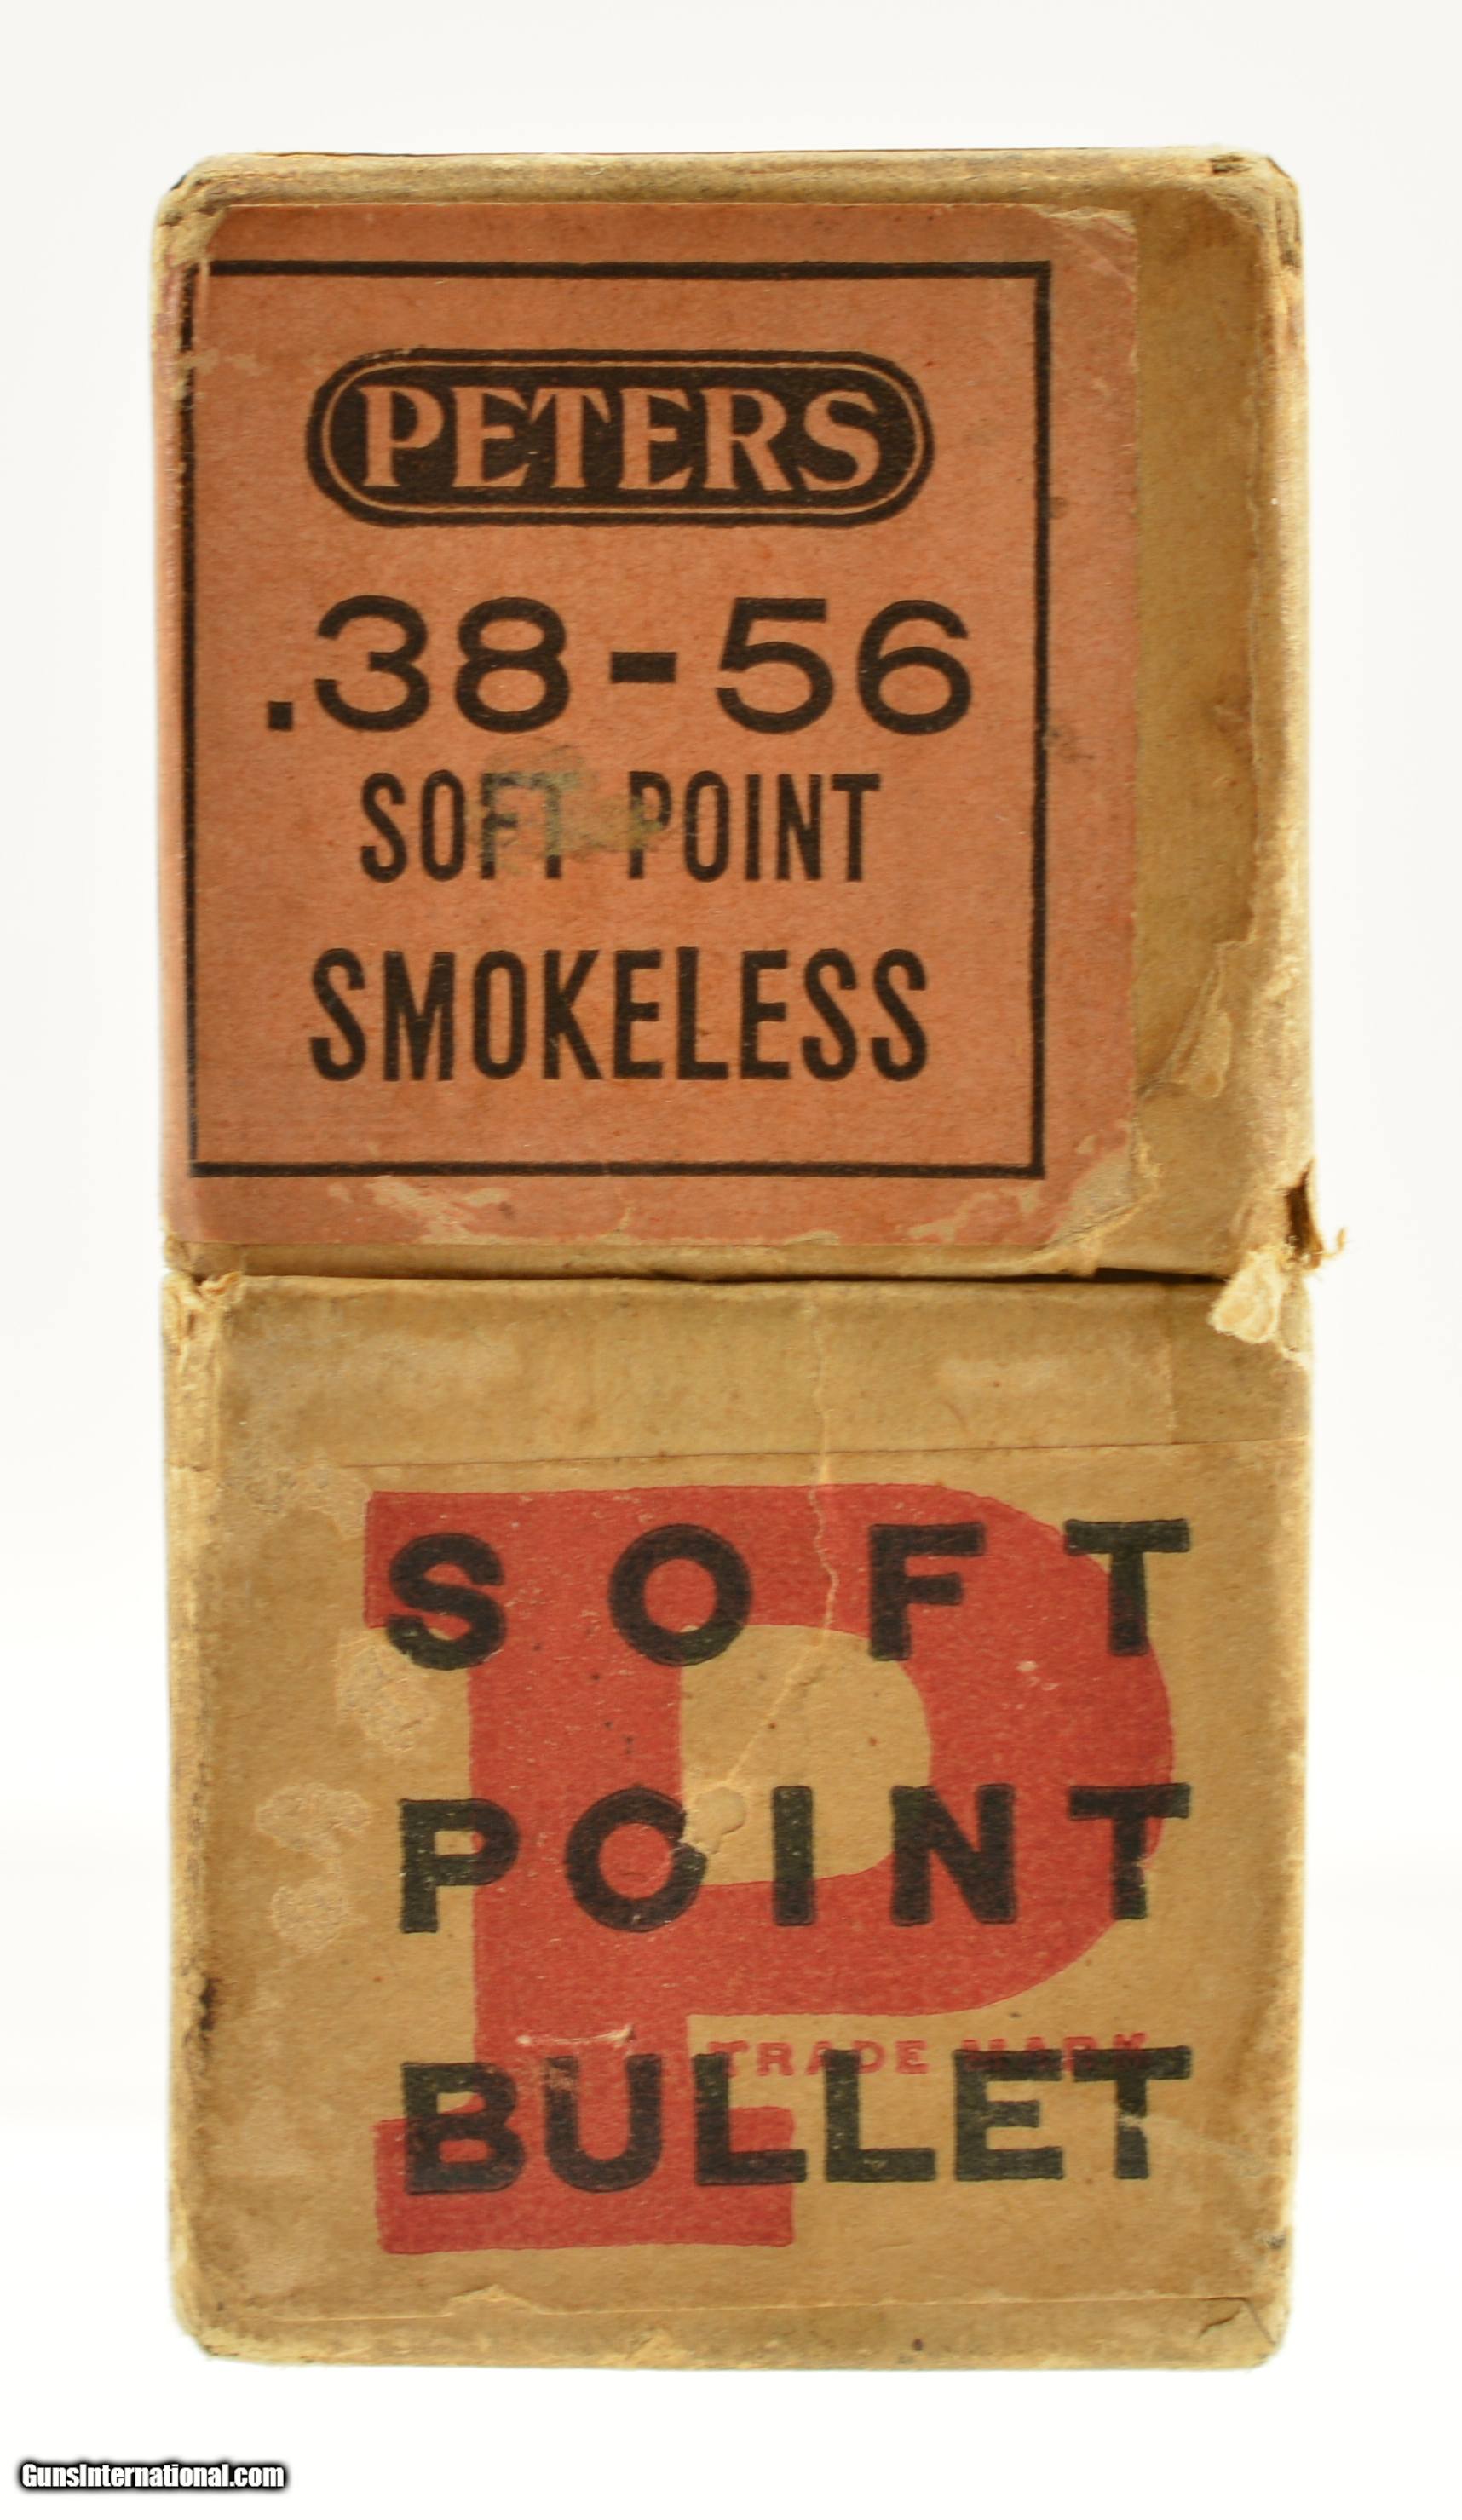 PETERS
.38-56
SOFT POINT
SMOKELESS
SOFT
POINT
TRADE MARK
BULLET
GunsInternational.com